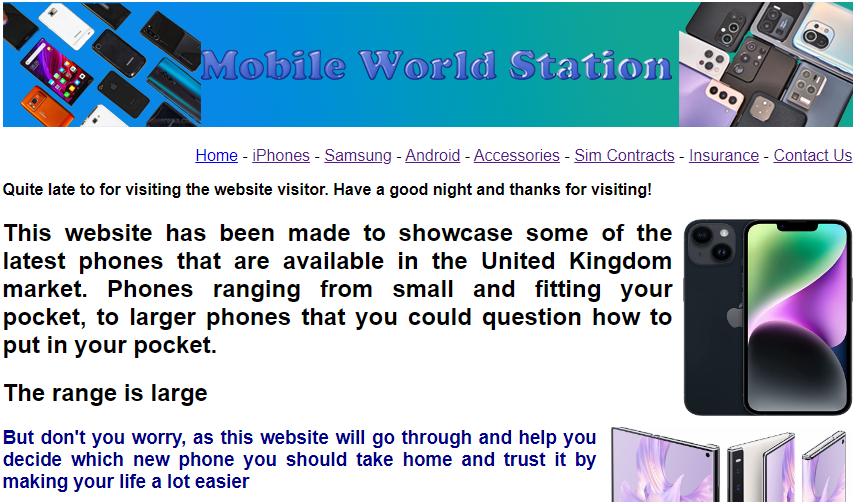 Mobile World Station
Home - iPhones - Samsung - Android - Accessories - Sim Contracts - Insurance - Contact Us
Quite late to for visiting the website visitor. Have a good night and thanks for visiting!
This website has been made to showcase some of the
latest phones that are available in the United Kingdom
market. Phones ranging from small and fitting your
pocket, to larger phones that you could question how to
put in your pocket.
The range is large
But don't you worry, as this website will go through and help you
decide which new phone you should take home and trust it by
making your life a lot easier